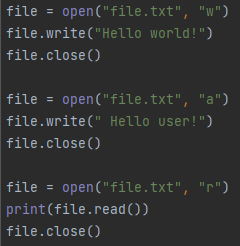 file = open("file.txt", "w")
file.write("Hello world!")
file.close()

file = open("file.txt", "a")
file.write(" Hello user!")
file.close()

file = open("file.txt", "r")
print(file.read())
file.close()